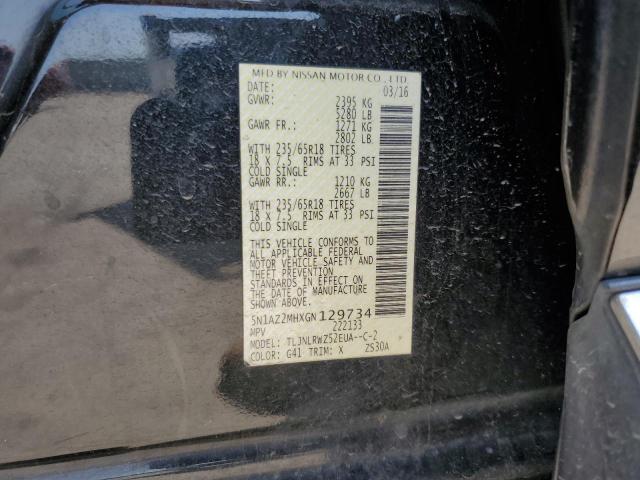 MFD BY NISSAN MOTOR CO., LTD
DATE: 03/16
GVWR: 2395 KG
5280 LB
GAWR FR.: 1271 KG
2802 LB
WITH 235/65R18 TIRES
18 X 7.5 RIMS AT 33 PSI
COLD SINGLE
GAWR RR.: 1210 KG
2667 LB
WITH 235/65R18 TIRES
18 X 7.5 RIMS AT 33 PSI
COLD SINGLE
THIS VEHICLE CONFORMS TO
ALL APPLICABLE FEDERAL
MOTOR VEHICLE SAFETY AND
THEFT PREVENTION
STANDARDS IN EFFECT ON
THE DATE OF MANUFACTURE
SHOWN ABOVE.
5N1AZ2MHXGN129734
MPV 222133
MODEL: TLJNLRWZ52EUA--C-2
COLOR: G41 TRIM: X ZS30A